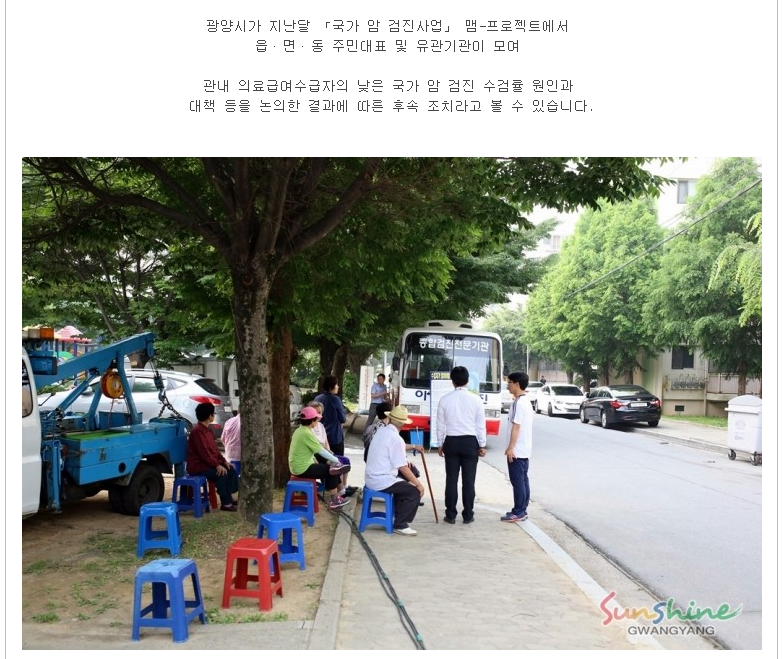 광양시가 지난달 「국가 암 검진사업」 맵-프로젝트에서
읍·면·동 주민대표 및 유관기관이 모여
관내 의료급여수급자의 낮은 국가 암 검진 수검률 원인과
대책 등을 논의한 결과에 따른 후속 조치라고 볼 수 있습니다.
종합검진전문기관
Sunshine
GWANGYANG